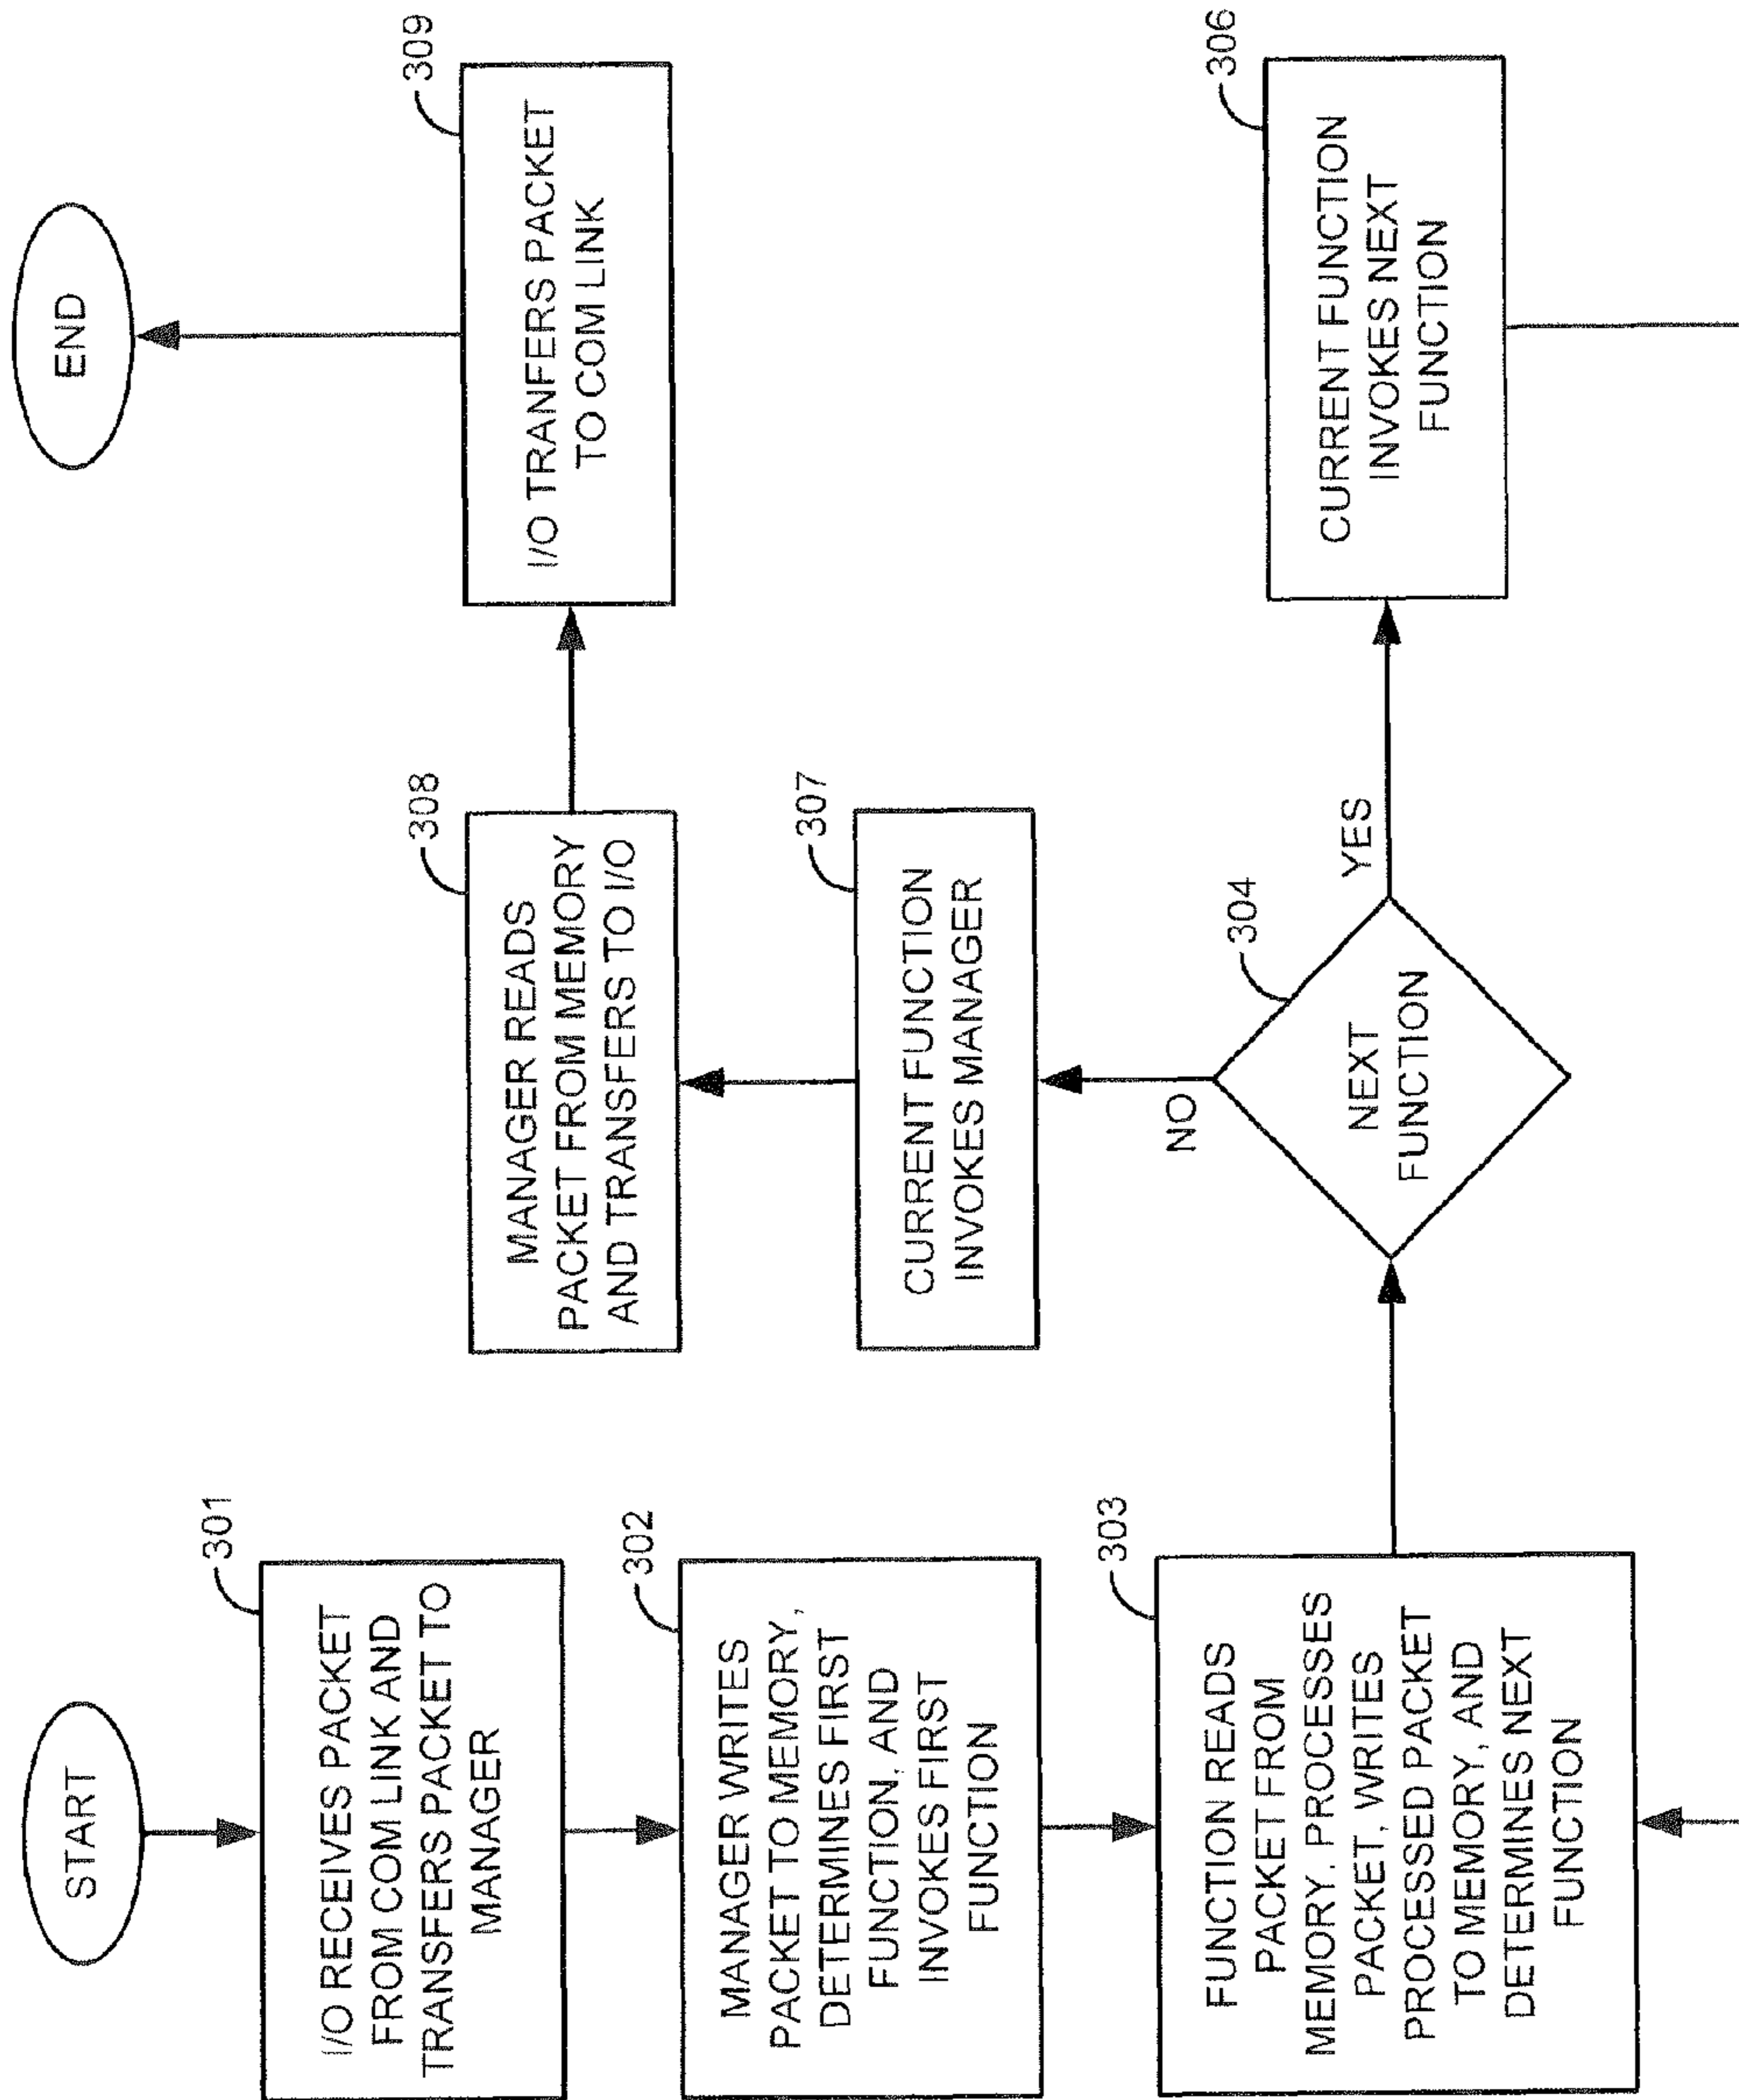 START
301
I/O RECEIVES PACKET
FROM COM LINK AND
TRANSFERS PACKET TO
MANAGER
302
MANAGER WRITES
PACKET TO MEMORY,
DETERMINES FIRST
FUNCTION, AND
INVOKES FIRST
FUNCTION
303
FUNCTION READS
PACKET FROM
MEMORY, PROCESSES
PACKET, WRITES
PROCESSED PACKET
TO MEMORY, AND
DETERMINES NEXT
FUNCTION
304
NEXT
FUNCTION
NO
YES
306
CURRENT FUNCTION
INVOKES NEXT
FUNCTION
307
CURRENT FUNCTION
INVOKES MANAGER
308
MANAGER READS
PACKET FROM MEMORY
AND TRANSFERS TO I/O
309
I/O TRANFERS PACKET
TO COM LINK
END